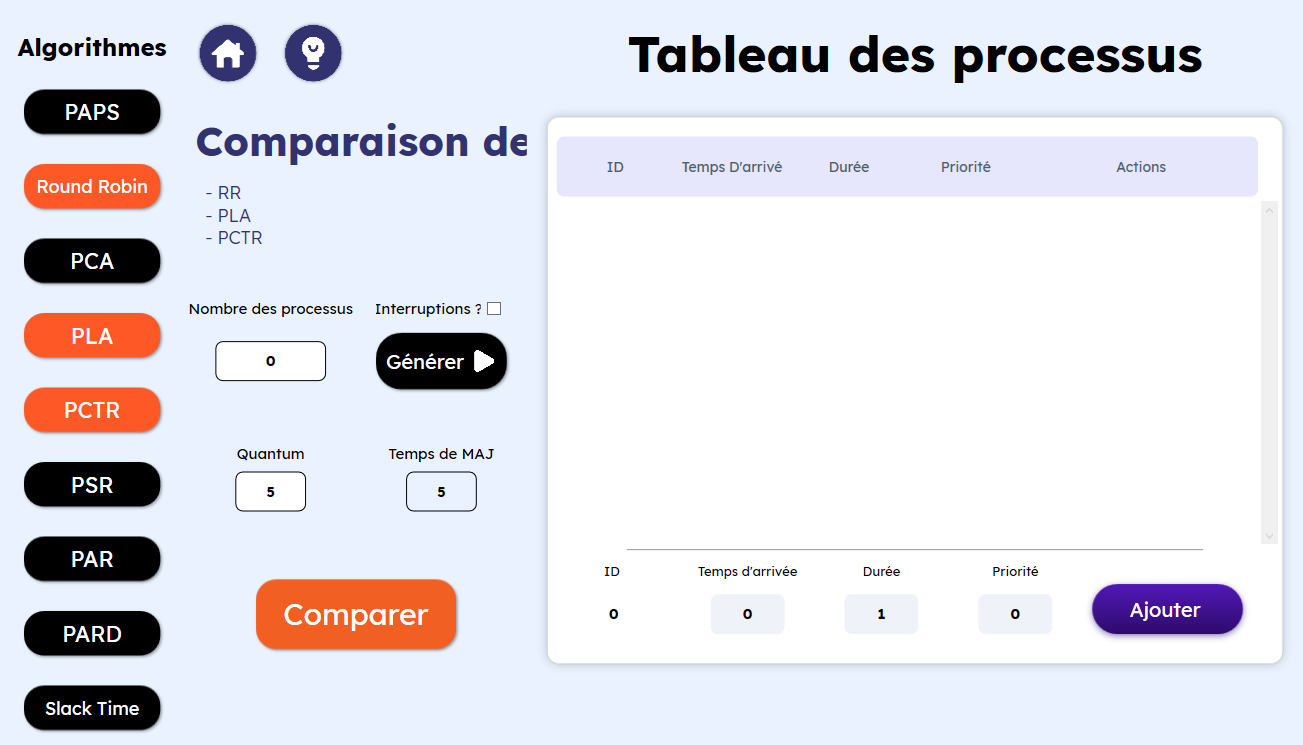 Algorithmes
PAPS
Round Robin
PCA
PLA
PCTR
PSR
PAR
PARD
Slack Time
Comparaison de
- RR
- PLA
- PCTR
Nombre des processus
Interruptions ?
0
Générer
Quantum
Temps de MAJ
5
5
Comparer
Tableau des processus
ID Temps D'arrivé Durée Priorité Actions
ID Temps d'arrivée Durée Priorité
0 0 1 0
Ajouter